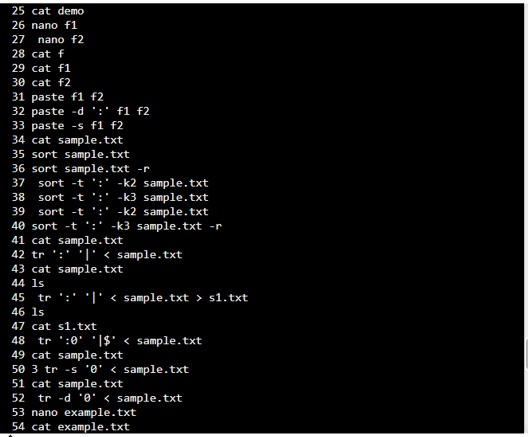 25 cat demo
26 nano f1
27 nano f2
28 cat f
29 cat f1
30 cat f2
31 paste f1 f2
32 paste -d ':' f1 f2
33 paste -s f1 f2
34 cat sample.txt
35 sort sample.txt
36 sort sample.txt -r
37 sort -t ':' -k2 sample.txt
38 sort -t ':' -k3 sample.txt
39 sort -t ':' -k2 sample.txt
40 sort -t ':' -k3 sample.txt -r
41 cat sample.txt
42 tr ':' '|' < sample.txt
43 cat sample.txt
44 ls
45 tr ':' '|' < sample.txt > s1.txt
46 ls
47 cat s1.txt
48 tr ':0' '|$' < sample.txt
49 cat sample.txt
50 3 tr -s '0' < sample.txt
51 cat sample.txt
52 tr -d '0' < sample.txt
53 nano example.txt
54 cat example.txt